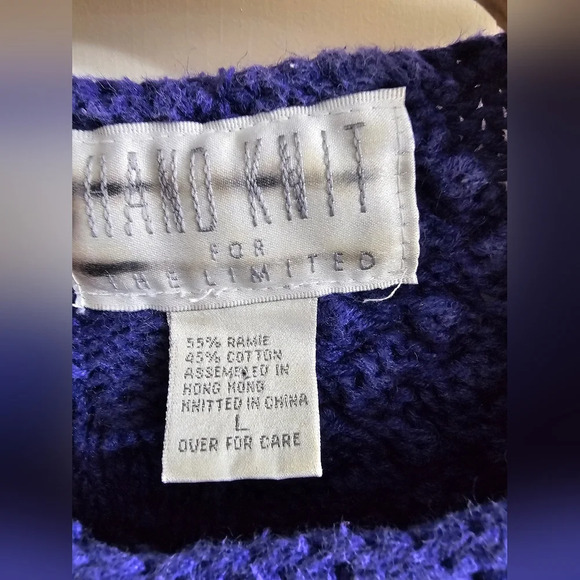 HAND KNIT
FOR
THE LIMITED
55% RAMIE
45% COTTON
ASSEMBLED IN
HONG KONG
KNITTED IN CHINA
L
OVER FOR CARE